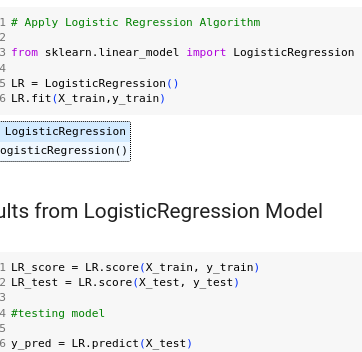 1 # Apply Logistic Regression Algorithm
2
3 from sklearn.linear_model import LogisticRegression
4
5 LR = LogisticRegression()
6 LR.fit(X_train,y_train)
LogisticRegression
ogisticRegression()
ults from LogisticRegression Model
1 LR_score = LR.score(X_train, y_train)
2 LR_test = LR.score(X_test, y_test)
3
4 #testing model
5
6 y_pred = LR.predict(X_test)